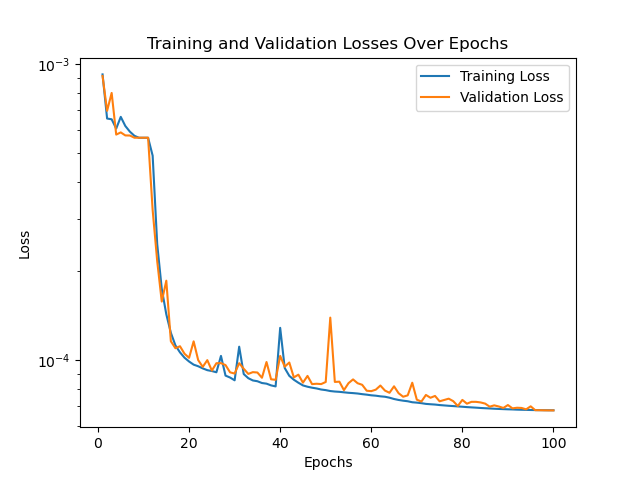 Training and Validation Losses Over Epochs
10⁻³
Training Loss
Validation Loss
Loss
10⁻⁴
0 20 40 60 80 100
Epochs